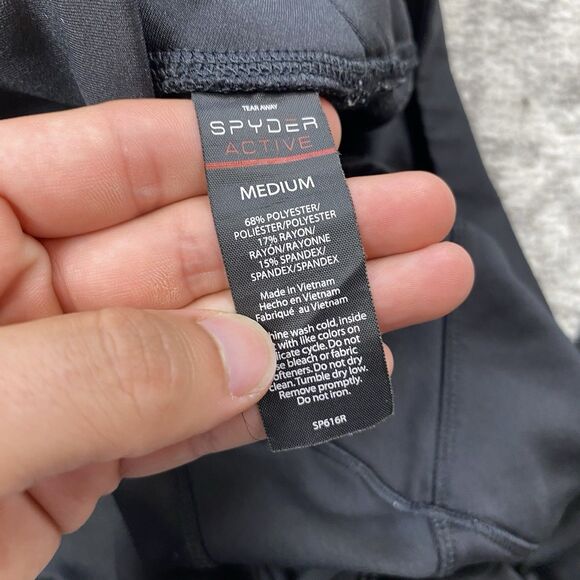 TEAR AWAY
SPYDER
ACTIVE
MEDIUM
68% POLYESTER/
POLIÉSTER/POLYESTER
17% RAYON/
RAYÓN/RAYONNE
15% SPANDEX/
SPANDEX/SPANDEX
Made in Vietnam
Hecho en Vietnam
Fabriqué au Vietnam
wash cold, inside
with like colors on
cycle. Do not
bleach or fabric
Do not dry
clean. Tumble dry low.
Remove promptly.
Do not iron.
SP616R